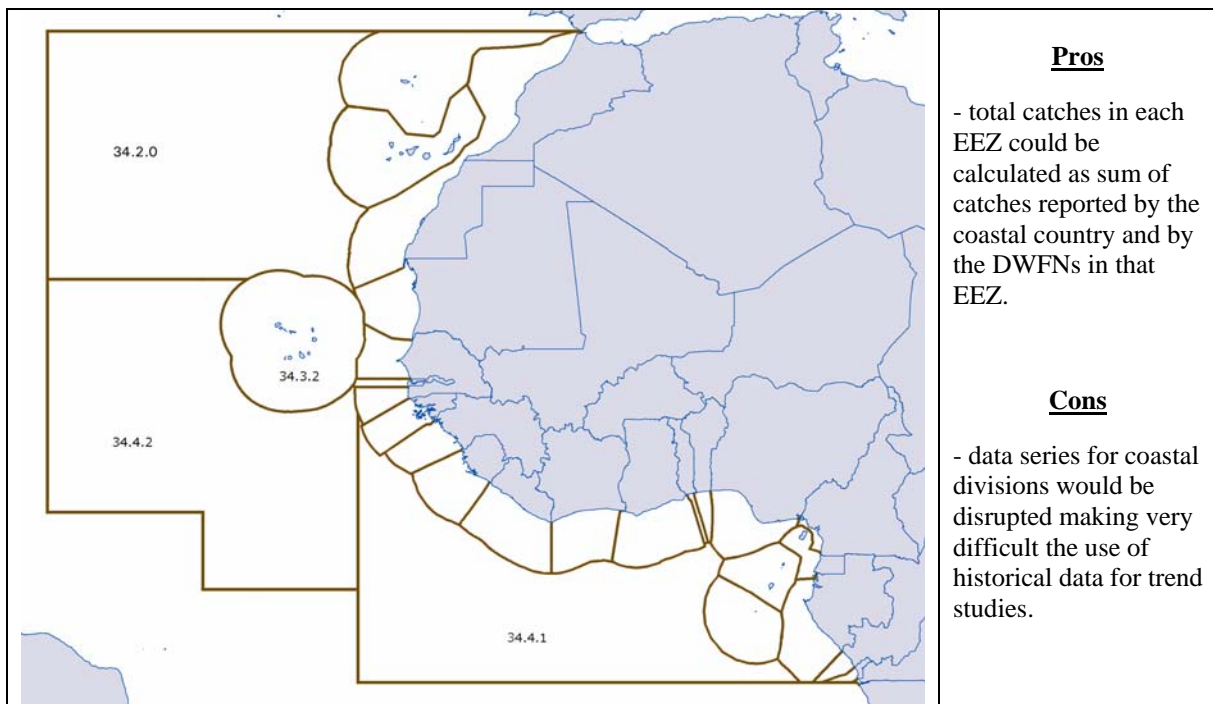 34.2.0
34.3.2
34.4.2
34.4.1
Pros
- total catches in each
EEZ could be
calculated as sum of
catches reported by the
coastal country and by
the DWFNs in that
EEZ.
Cons
- data series for coastal
divisions would be
disrupted making very
difficult the use of
historical data for trend
studies.